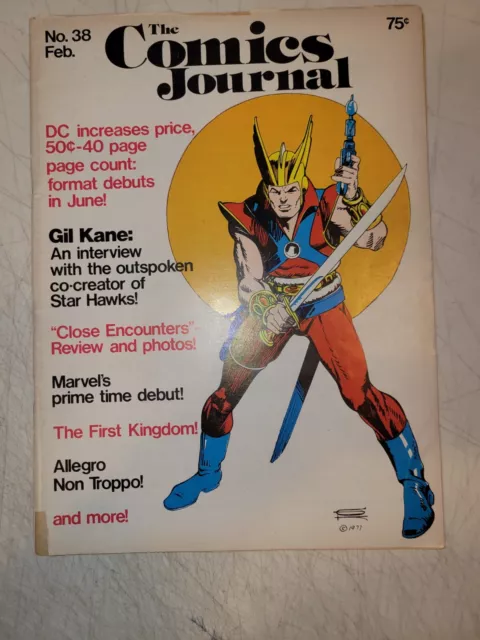 No. 38
Feb.
The
Comics
Journal
75¢
DC increases price,
50¢-40 page
page count:
format debuts
in June!
Gil Kane:
An interview
with the outspoken
co-creator of
Star Hawks!
"Close Encounters"-
Review and photos!
Marvel's
prime time debut!
The First Kingdom!
Allegro
Non Troppo!
and more!
©1977